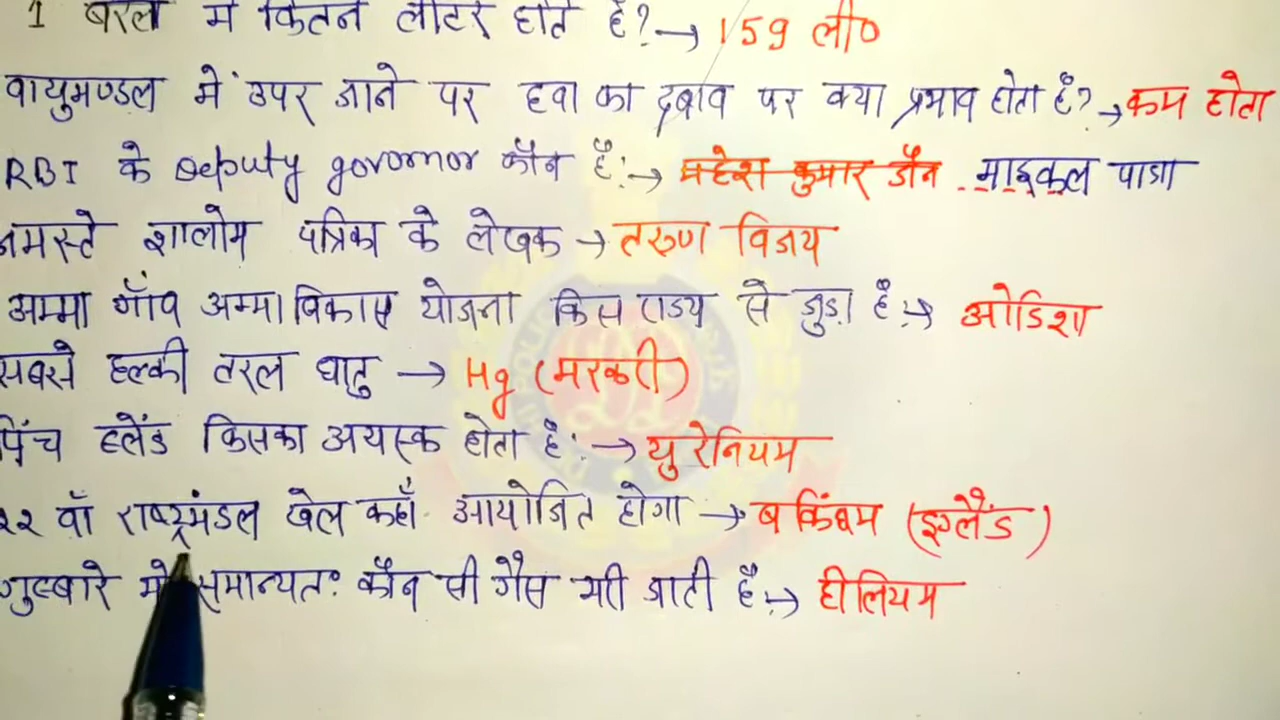 1 बैरल में कितने लीटर होते है? → 159 ली०
वायुमण्डल में उपर जाने पर हवा का दबाव पर क्या प्रभाव होता है? → कम होता
RBI के Deputy governor कौन है: → महेश कुमार जैन माइकल पात्रा
नमस्ते शालोम पत्रिका के लेखक → तरुण विजय
अम्मा गाँव अम्मा विकास योजना किस राज्य से जुड़ा है: → ओडिशा
सबसे हल्की तरल धातु → Hg (मरकरी)
पिंच ब्लैंड किसका अयस्क होता है: → युरेनियम
22 वाँ राष्ट्रमंडल खेल कहाँ आयोजित होगा → बकिंघम (इंग्लैंड)
गुब्बारे में समान्यतः कौन सी गैस भरी जाती है: → हीलियम